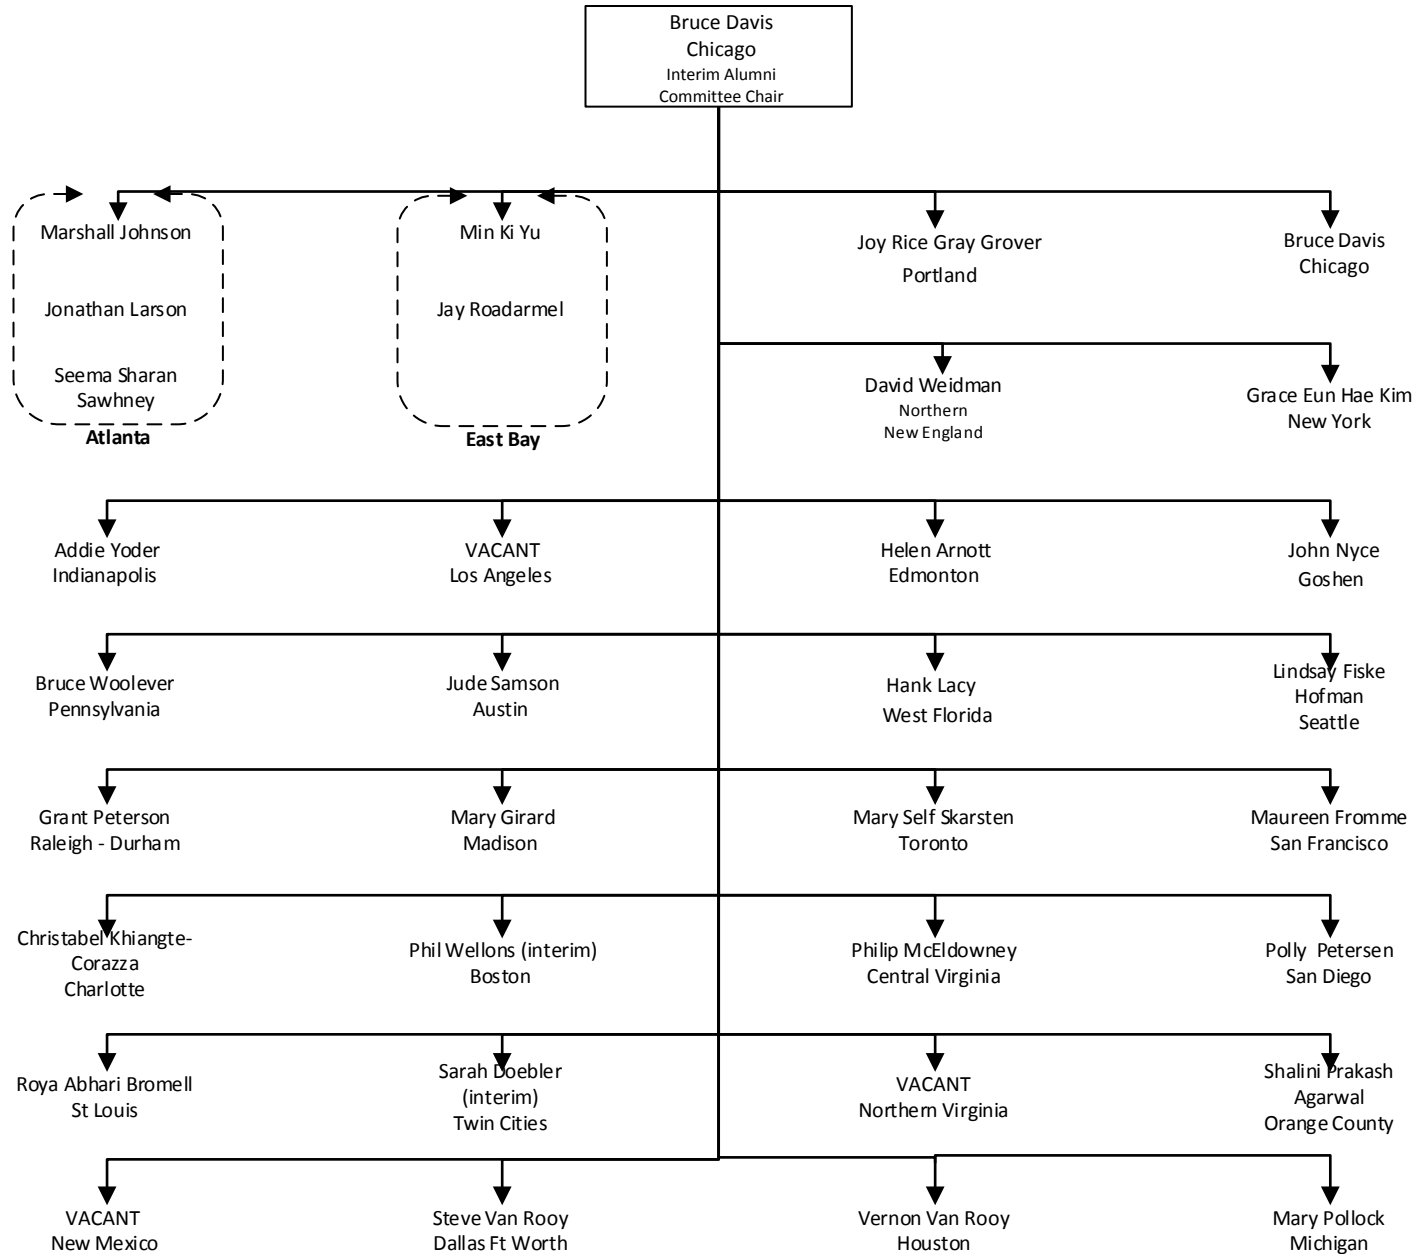 Bruce Davis
Chicago
Interim Alumni
Committee Chair
Marshall Johnson
Jonathan Larson
Seema Sharan
Sawhney
Atlanta
Min Ki Yu
Jay Roadarmel
East Bay
Joy Rice Gray Grover
Portland
Bruce Davis
Chicago
David Weidman
Northern
New England
Grace Eun Hae Kim
New York
Addie Yoder
Indianapolis
VACANT
Los Angeles
Helen Arnott
Edmonton
John Nyce
Goshen
Bruce Woolever
Pennsylvania
Jude Samson
Austin
Hank Lacy
West Florida
Lindsay Fiske
Hofman
Seattle
Grant Peterson
Raleigh - Durham
Mary Girard
Madison
Mary Self Skarsten
Toronto
Maureen Fromme
San Francisco
Christabel Khiangte-
Corazza
Charlotte
Phil Wellons (interim)
Boston
Philip McEldowney
Central Virginia
Polly  Petersen
San Diego
Roya Abhari Bromell
St Louis
Sarah Doebler
(interim)
Twin Cities
VACANT
Northern Virginia
Shalini Prakash
Agarwal
Orange County
VACANT
New Mexico
Steve Van Rooy
Dallas Ft Worth
Vernon Van Rooy
Houston
Mary Pollock
Michigan